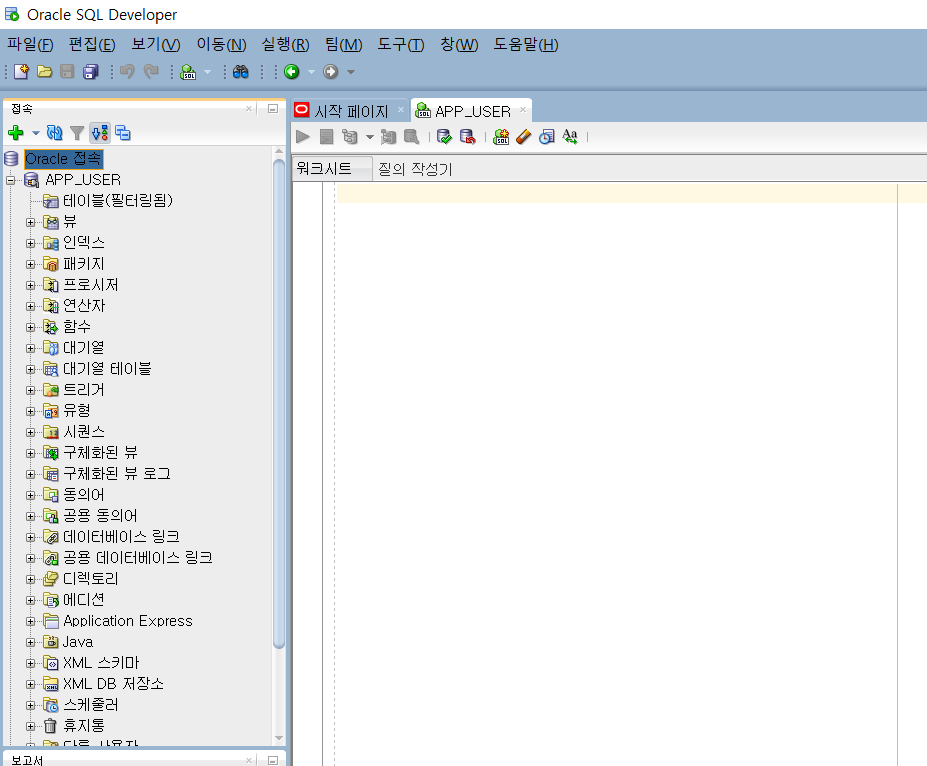 Oracle SQL Developer
파일(F) 편집(E) 보기(V) 이동(N) 실행(R) 팀(M) 도구(T) 창(W) 도움말(H)
접속
시작 페이지
APP_USER
워크시트
질의 작성기
Oracle 접속
APP_USER
테이블(필터링됨)
뷰
인덱스
패키지
프로시저
연산자
함수
대기열
대기열 테이블
트리거
유형
시퀀스
구체화된 뷰
구체화된 뷰 로그
동의어
공용 동의어
데이터베이스 링크
공용 데이터베이스 링크
디렉토리
에디션
Application Express
Java
XML 스키마
XML DB 저장소
스케줄러
휴지통
다른 사용자
보고서